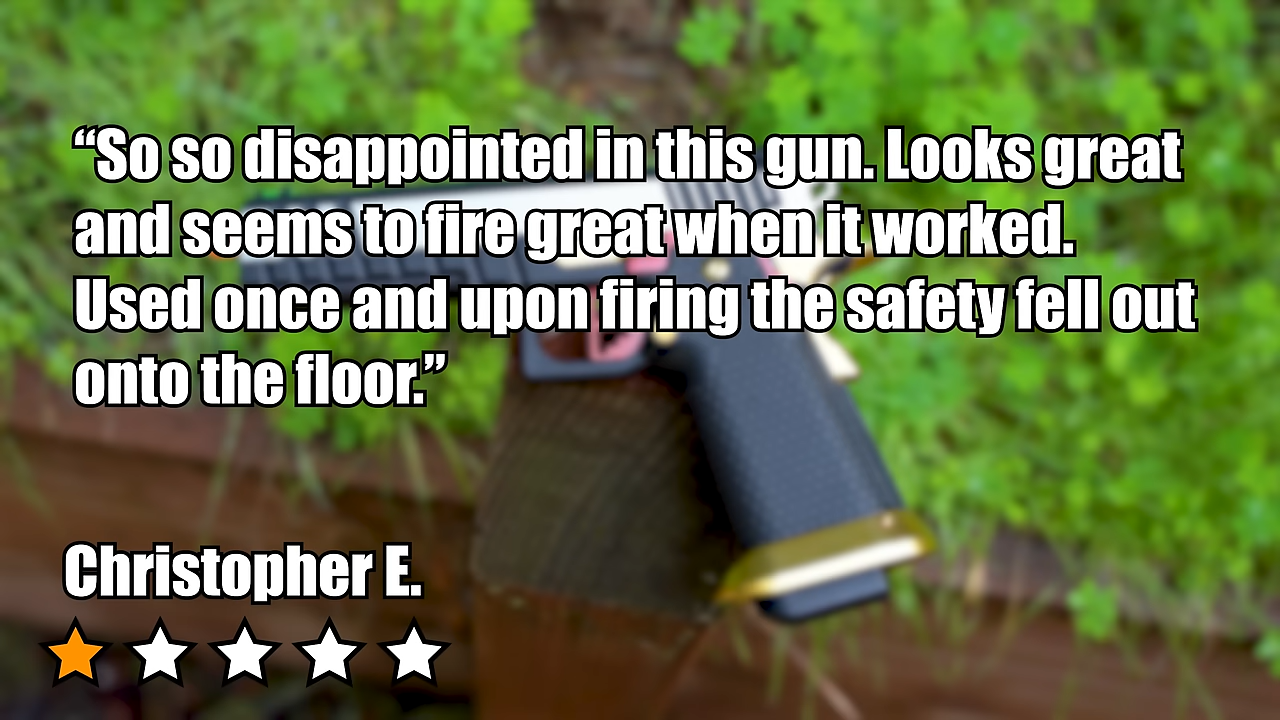 “So so disappointed in this gun. Looks great
and seems to fire great when it worked.
Used once and upon firing the safety fell out
onto the floor.”
Christopher E.